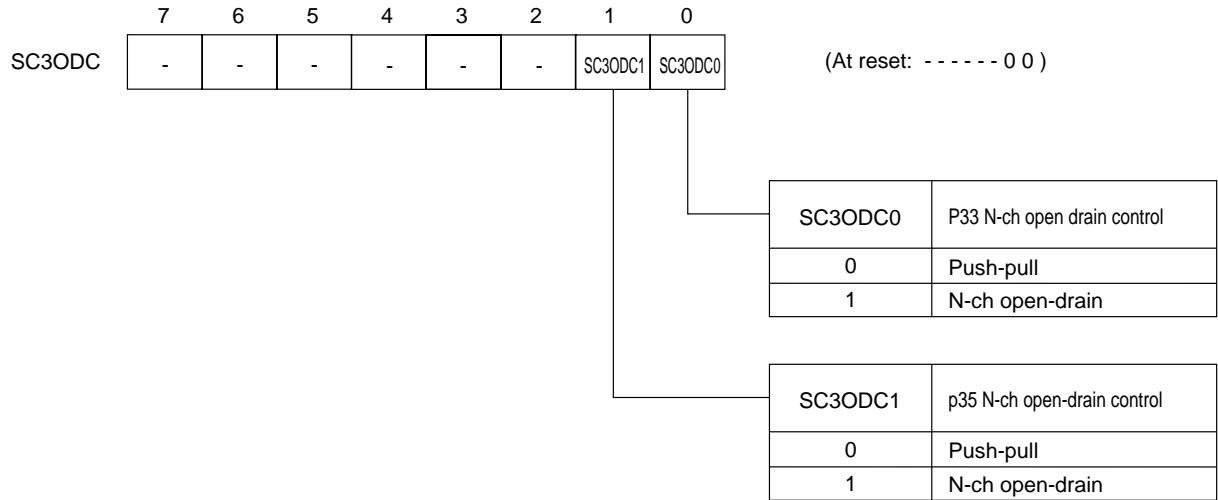 7 6 5 4 3 2 1 0
SC3ODC - - - - - - SC3ODC1 SC3ODC0 (At reset: - - - - - - 0 0 )
SC3ODC0 P33 N-ch open drain control
0 Push-pull
1 N-ch open-drain
SC3ODC1 p35 N-ch open-drain control
0 Push-pull
1 N-ch open-drain